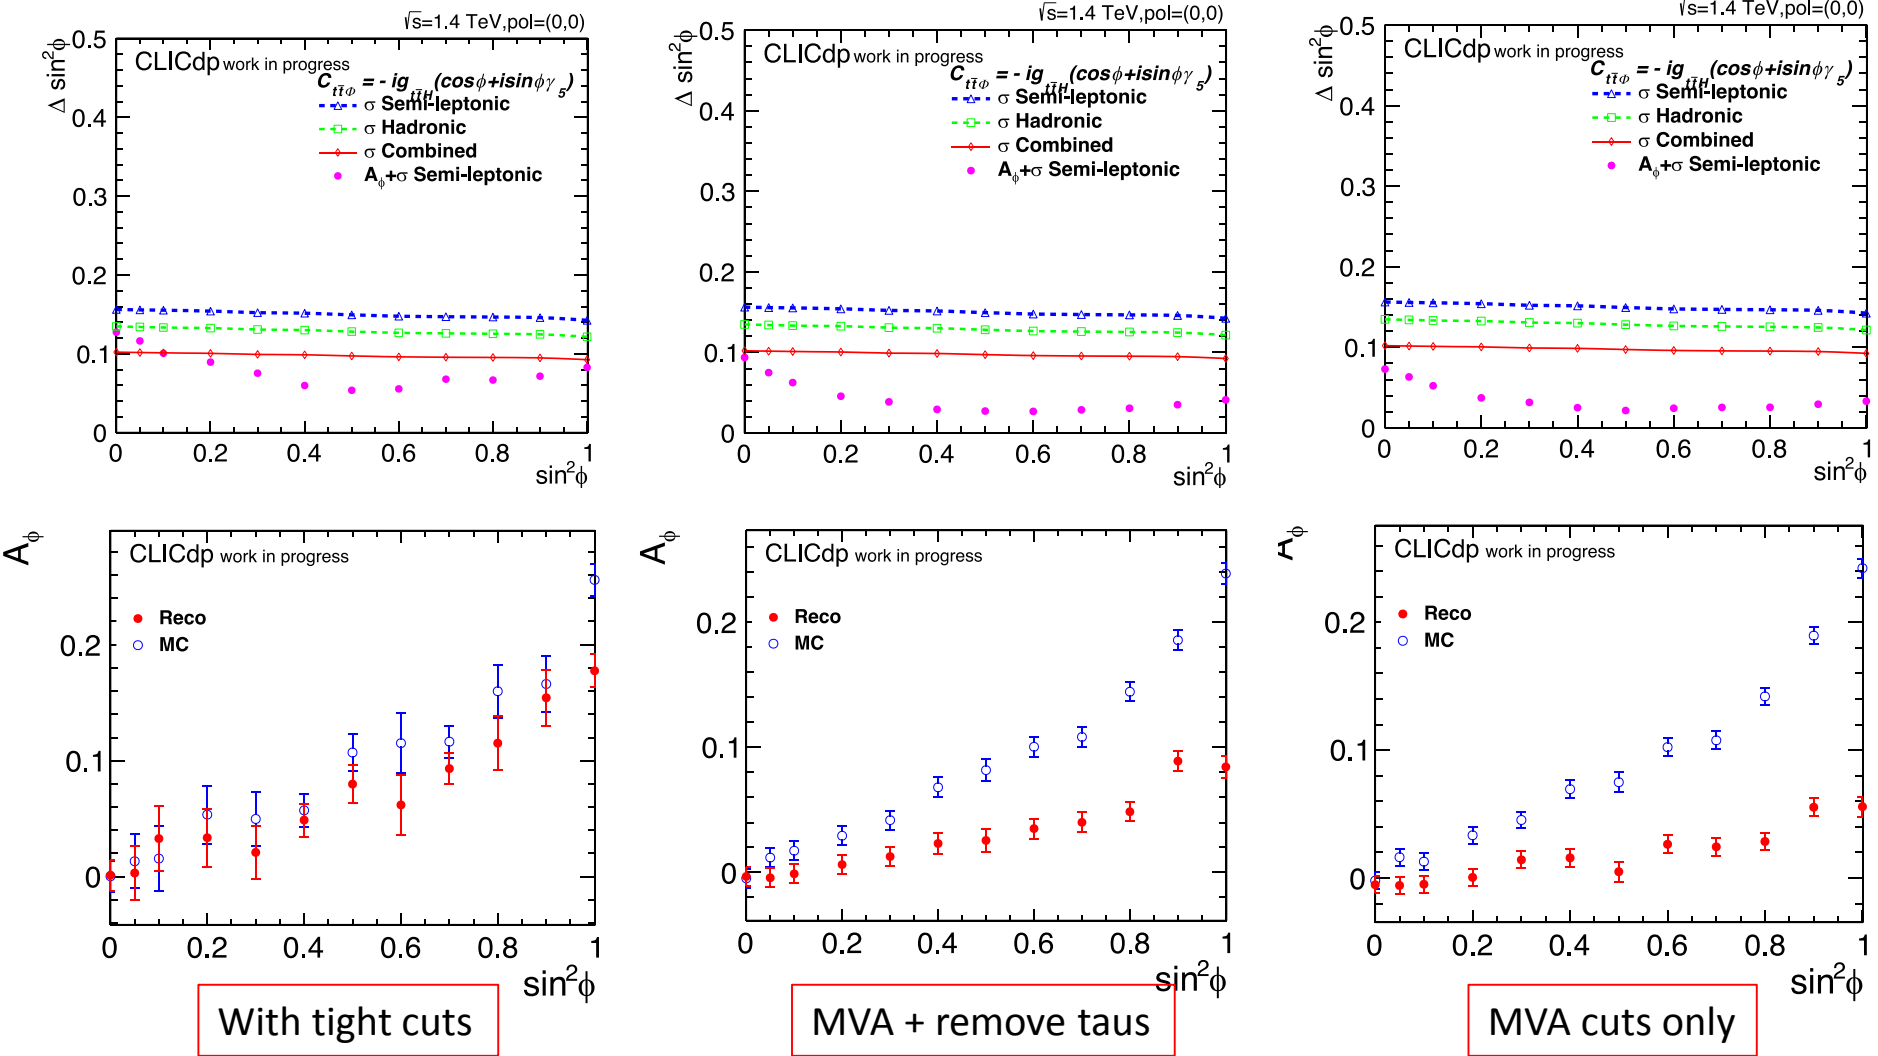 √s=1.4 TeV,pol=(0,0)
Δ sin²ϕ
0.5
0.4
0.3
0.2
0.1
0
CLICdp work in progress
C_tt̄Φ = - ig_tt̄H (cosϕ+isinϕγ_5)
σ Semi-leptonic
σ Hadronic
σ Combined
A_ϕ+σ Semi-leptonic
0 0.2 0.4 0.6 0.8 1
sin²ϕ
√s=1.4 TeV,pol=(0,0)
Δ sin²ϕ
0.5
0.4
0.3
0.2
0.1
0
CLICdp work in progress
C_tt̄Φ = - ig_tt̄H (cosϕ+isinϕγ_5)
σ Semi-leptonic
σ Hadronic
σ Combined
A_ϕ+σ Semi-leptonic
0 0.2 0.4 0.6 0.8 1
sin²ϕ
√s=1.4 TeV,pol=(0,0)
Δ sin²ϕ
0.5
0.4
0.3
0.2
0.1
0
CLICdp work in progress
C_tt̄Φ = - ig_tt̄H (cosϕ+isinϕγ_5)
σ Semi-leptonic
σ Hadronic
σ Combined
A_ϕ+σ Semi-leptonic
0 0.2 0.4 0.6 0.8 1
sin²ϕ
A_ϕ
CLICdp work in progress
Reco
MC
0.2
0.1
0
0 0.2 0.4 0.6 0.8 1
sin²ϕ
With tight cuts
A_ϕ
CLICdp work in progress
Reco
MC
0.2
0.1
0
0 0.2 0.4 0.6 0.8 1
sin²ϕ
MVA + remove taus
A_ϕ
CLICdp work in progress
Reco
MC
0.2
0.1
0
0 0.2 0.4 0.6 0.8 1
sin²ϕ
MVA cuts only